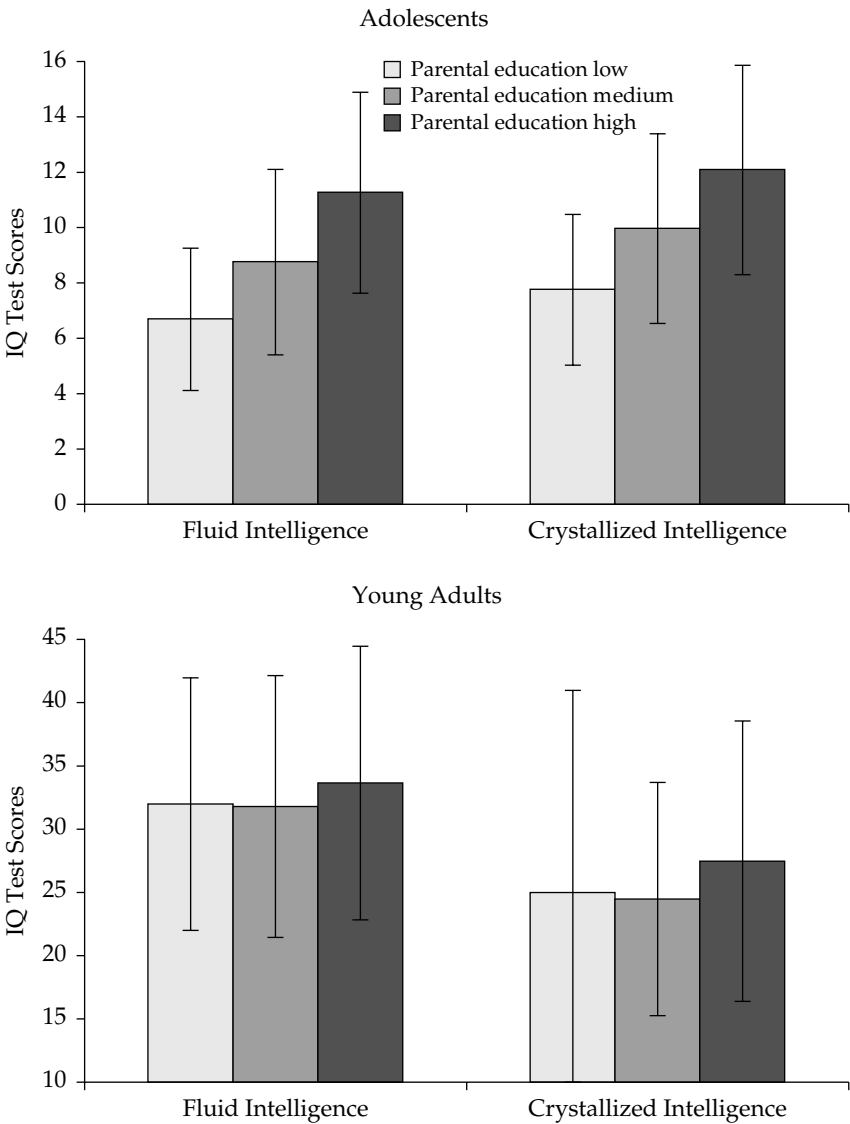 Adolescents
16
14
12
10
8
6
4
2
0
IQ Test Scores
Parental education low
Parental education medium
Parental education high
Fluid Intelligence
Crystallized Intelligence
Young Adults
45
40
35
30
25
20
15
10
IQ Test Scores
Fluid Intelligence
Crystallized Intelligence